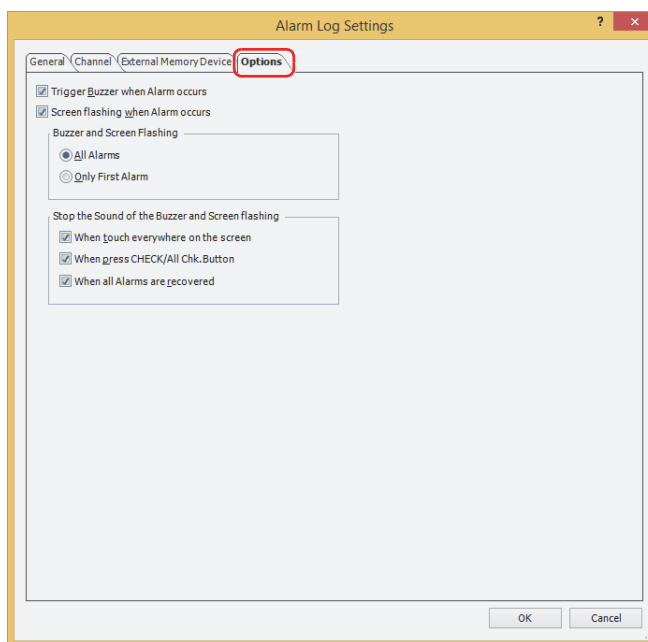 Alarm Log Settings
? ×
General Channel External Memory Device Options
Trigger Buzzer when Alarm occurs
Screen flashing when Alarm occurs
Buzzer and Screen Flashing
All Alarms
Only First Alarm
Stop the Sound of the Buzzer and Screen flashing
When touch everywhere on the screen
When press CHECK/All Chk.Button
When all Alarms are recovered
OK Cancel